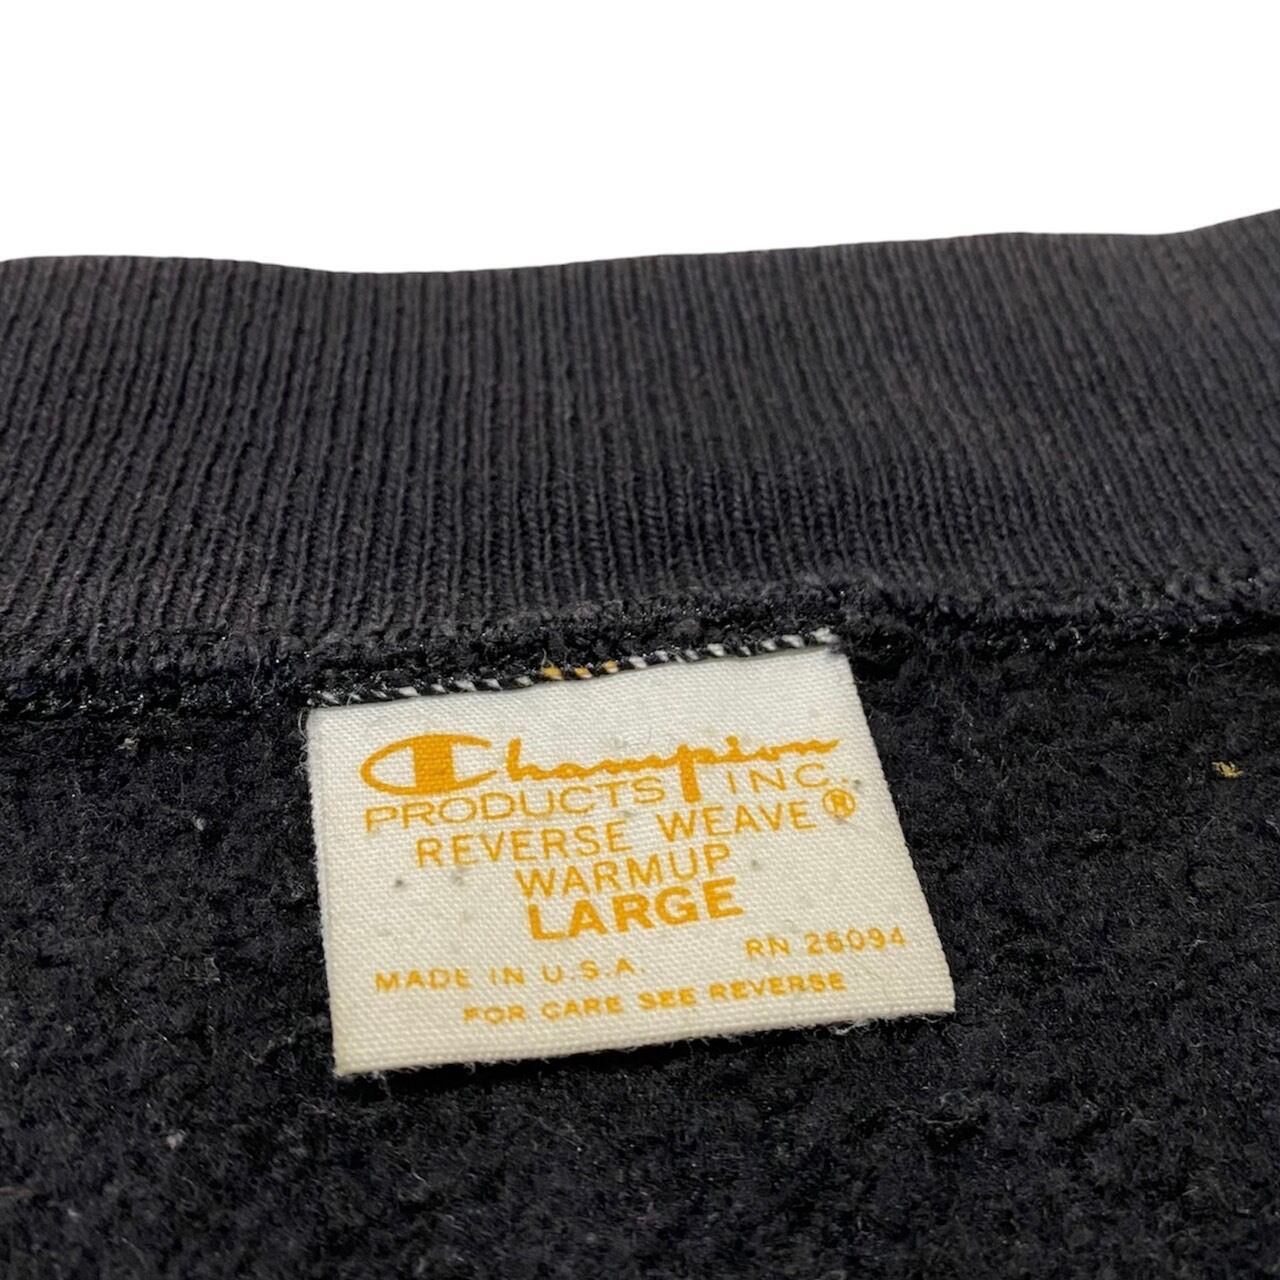 Champion
PRODUCTS INC.
REVERSE WEAVE®
WARMUP
LARGE
RN 26094
MADE IN U.S.A.
FOR CARE SEE REVERSE